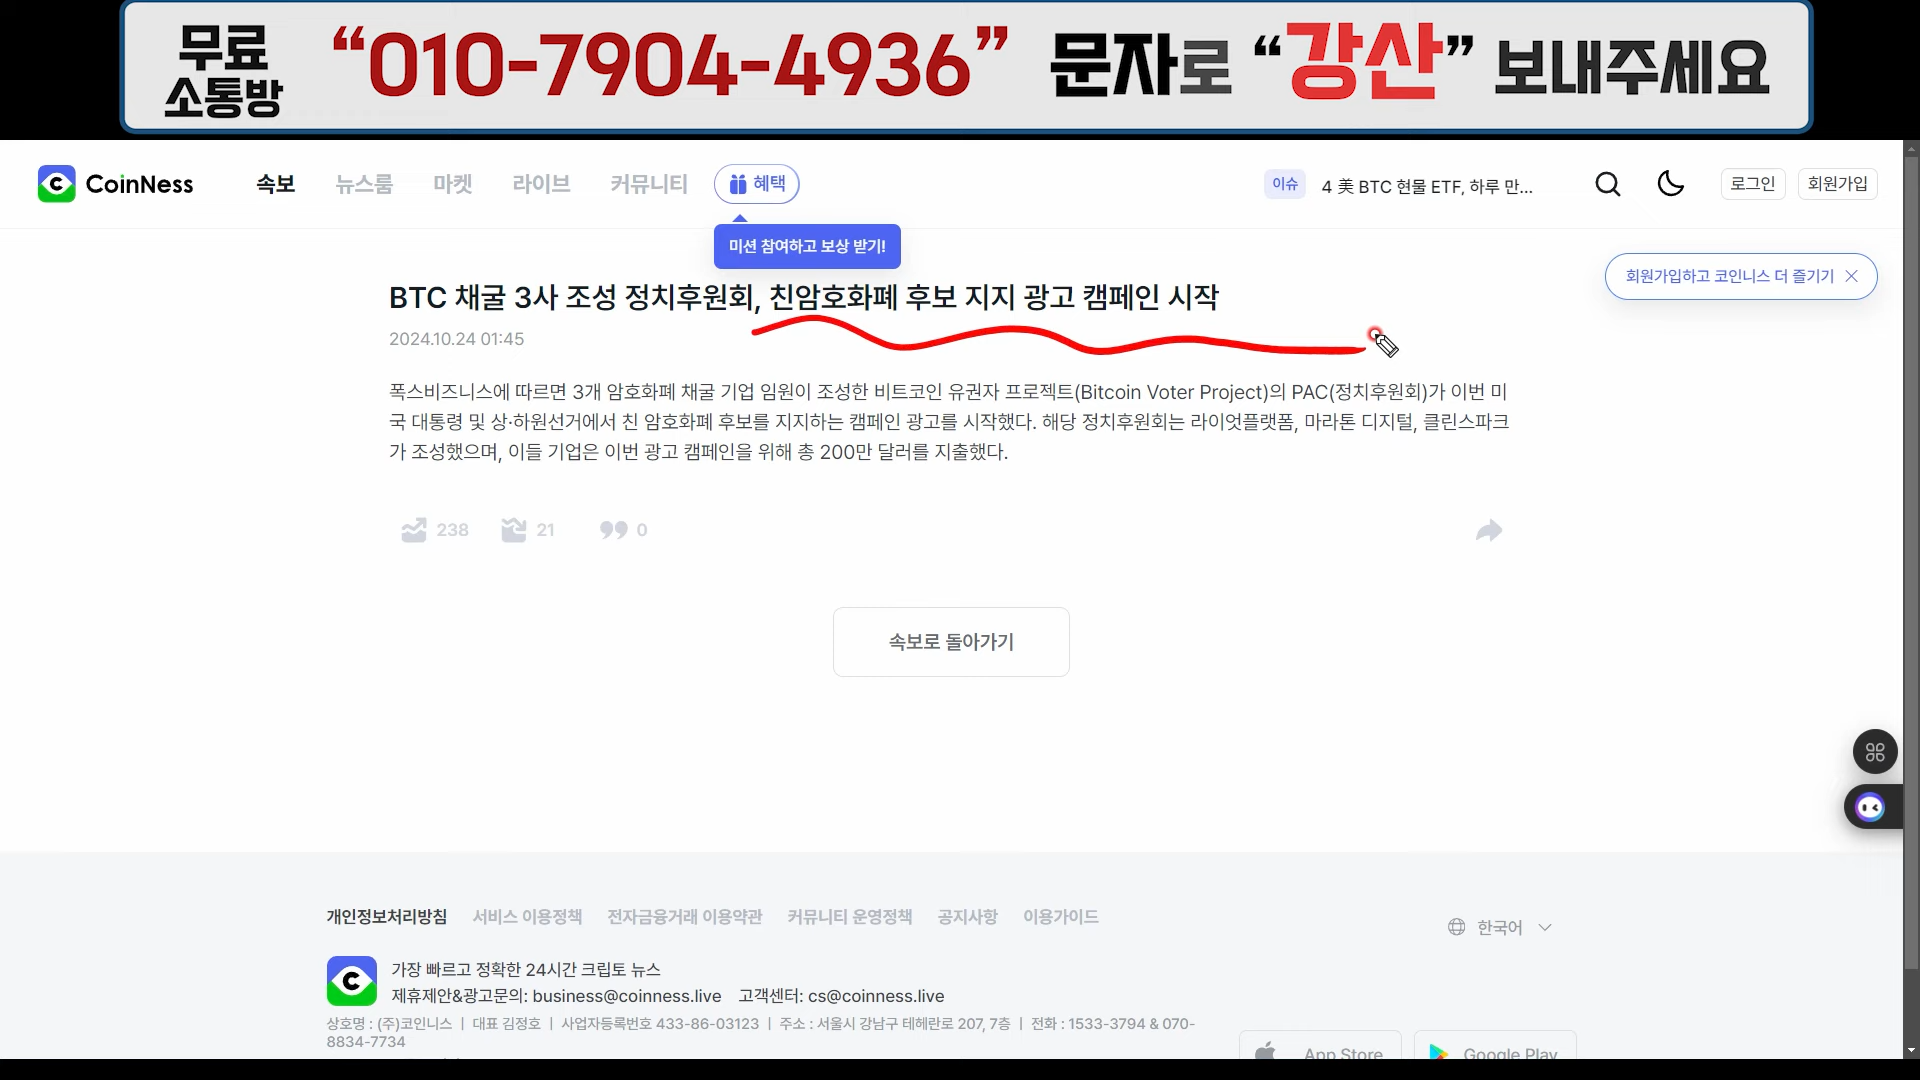 무료
소통방
“010-7904-4936” 문자로 “강산” 보내주세요
CoinNess 속보 뉴스룸 마켓 라이브 커뮤니티 혜택 이슈 4 美 BTC 현물 ETF, 하루 만... 로그인 회원가입
미션 참여하고 보상 받기!
회원가입하고 코인니스 더 즐기기
BTC 채굴 3사 조성 정치후원회, 친암호화폐 후보 지지 광고 캠페인 시작
2024.10.24 01:45
폭스비즈니스에 따르면 3개 암호화폐 채굴 기업 임원이 조성한 비트코인 유권자 프로젝트(Bitcoin Voter Project)의 PAC(정치후원회)가 이번 미
국 대통령 및 상·하원선거에서 친 암호화폐 후보를 지지하는 캠페인 광고를 시작했다. 해당 정치후원회는 라이엇플랫폼, 마라톤 디지털, 클린스파크
가 조성했으며, 이들 기업은 이번 광고 캠페인을 위해 총 200만 달러를 지출했다.
238 21 0
속보로 돌아가기
개인정보처리방침 서비스 이용정책 전자금융거래 이용약관 커뮤니티 운영정책 공지사항 이용가이드
한국어
가장 빠르고 정확한 24시간 크립토 뉴스
제휴제안&광고문의: business@coinness.live 고객센터: cs@coinness.live
상호명 : (주)코인니스 | 대표 김정호 | 사업자등록번호 433-86-03123 | 주소 : 서울시 강남구 테헤란로 207, 7층 | 전화 : 1533-3794 & 070-
8834-7734
App Store Google Play